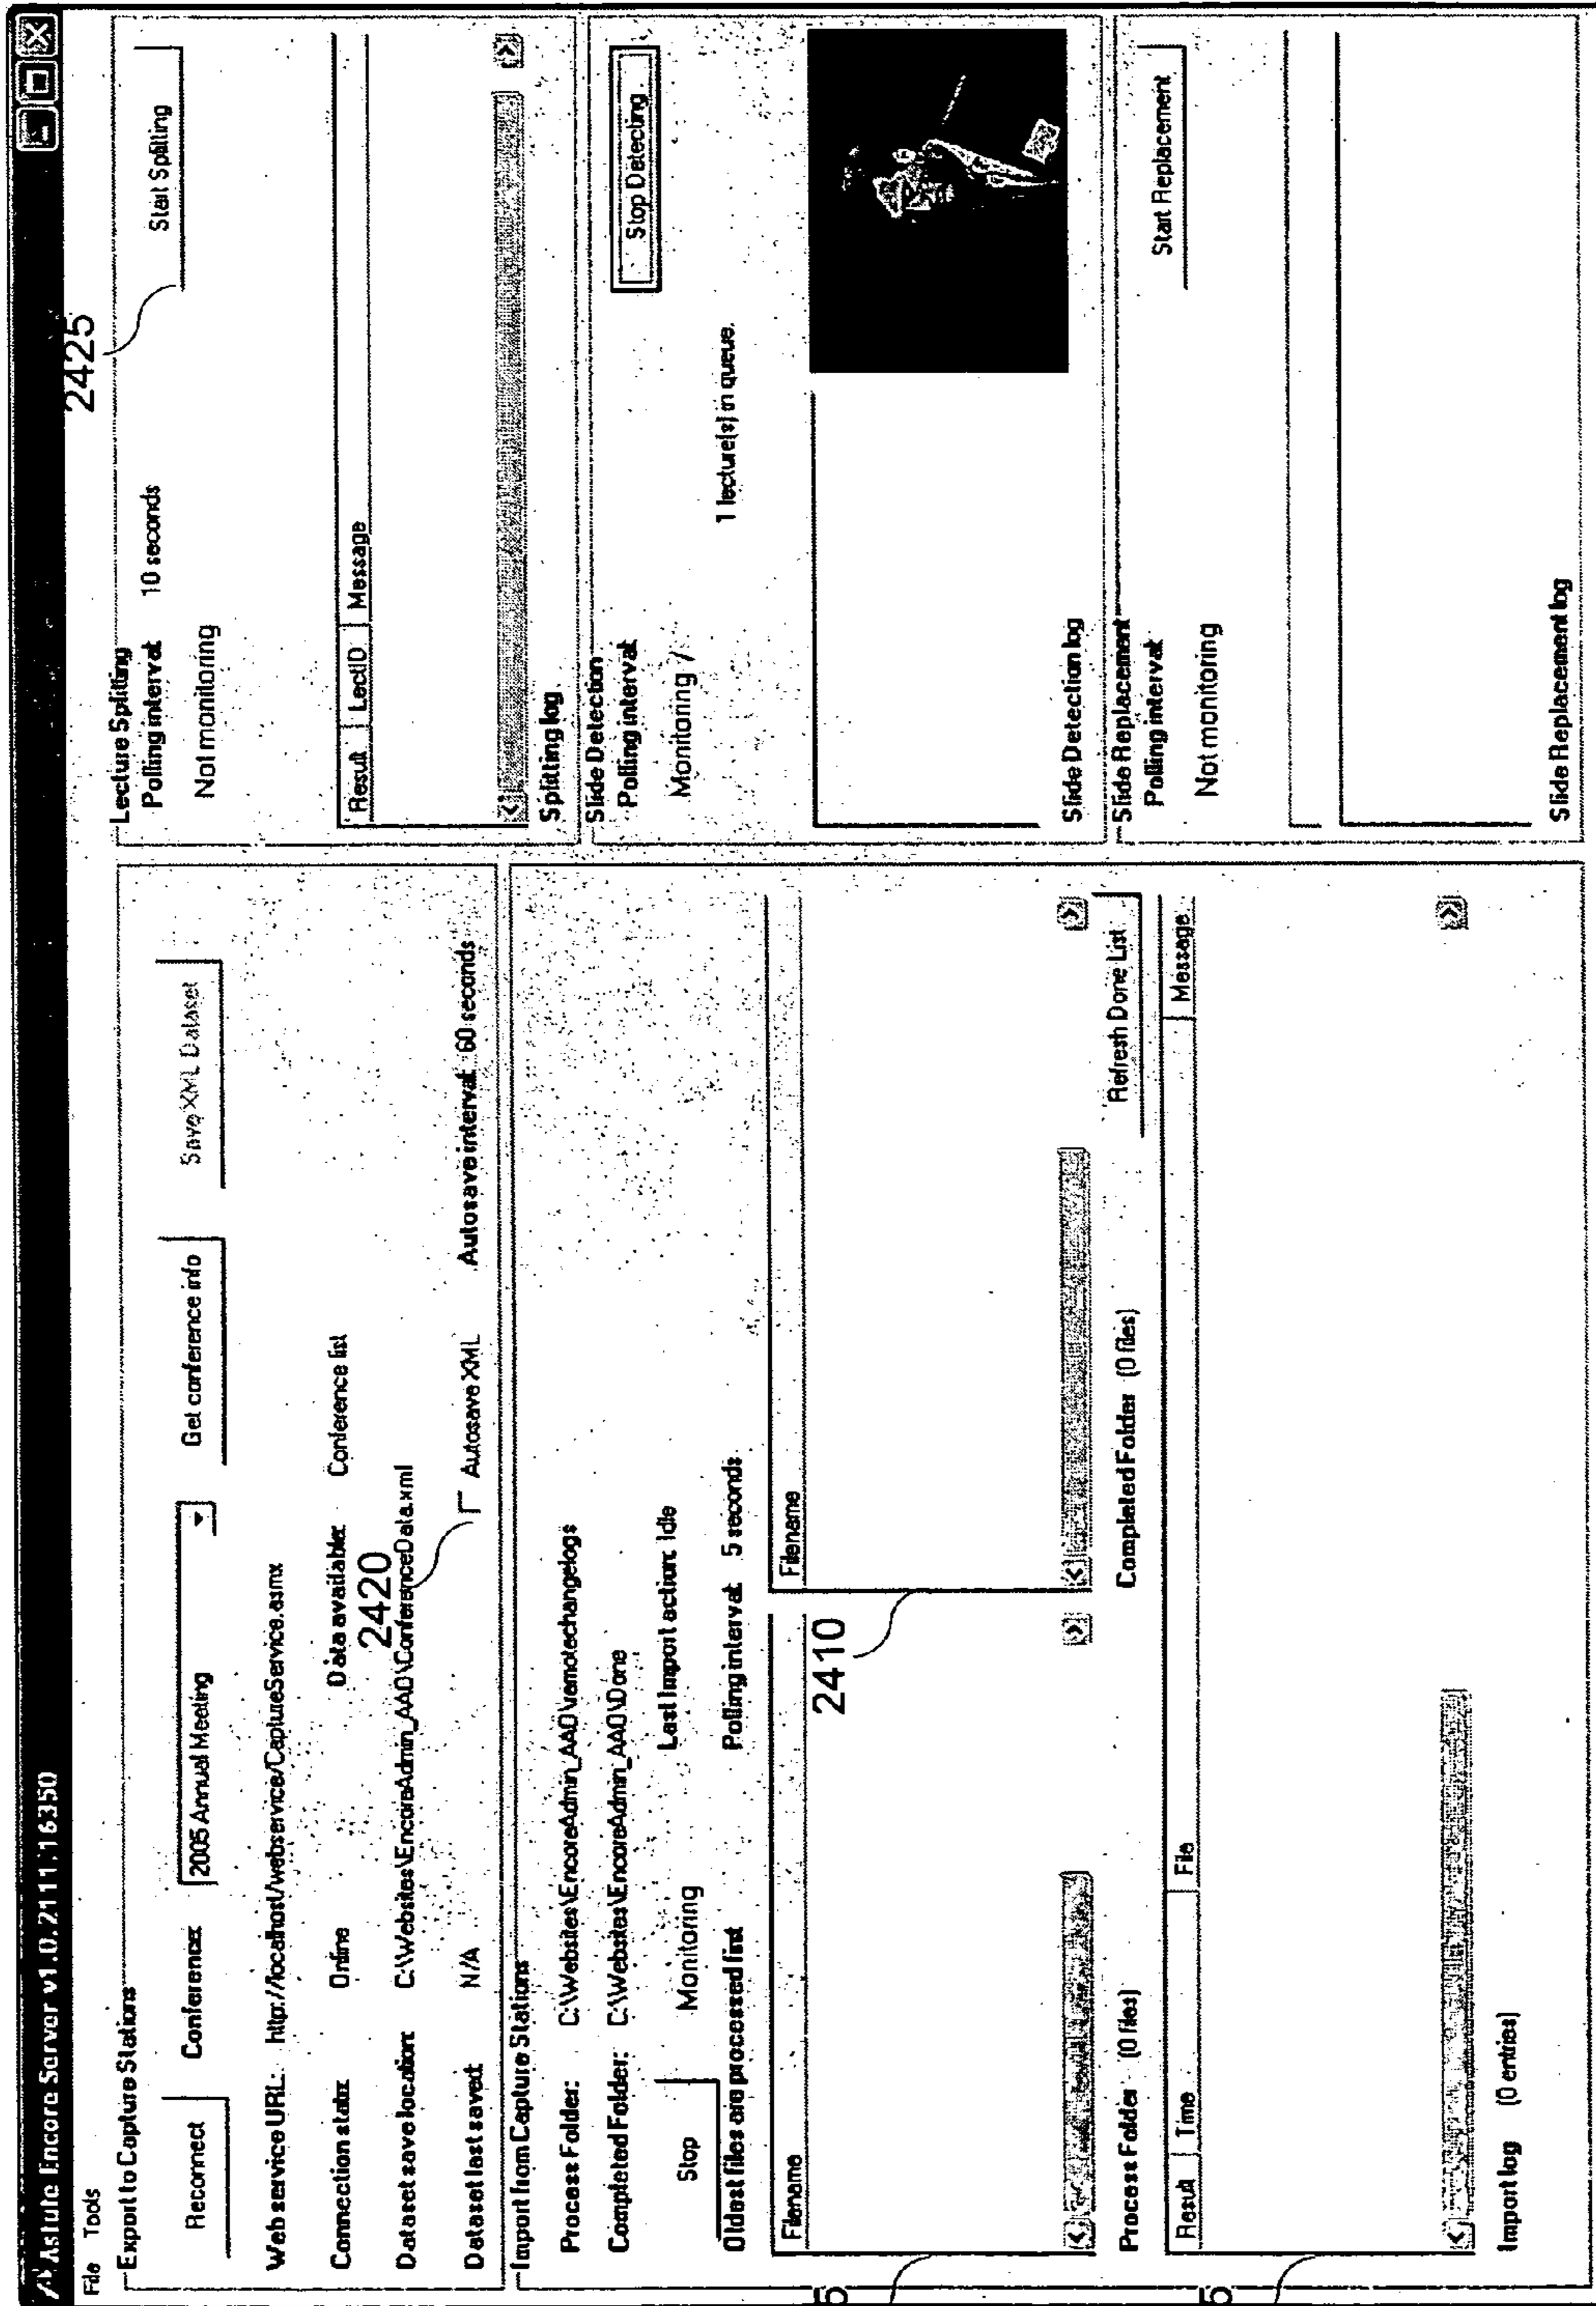 Astute Encore Server v1.0.2111.16350
File Tools
Export to Capture Stations
Reconnect Conference: 2005 Annual Meeting Get conference info Save XML Dataset
Web service URL: http://localhost/webservice/CaptureService.asmx
Connection state: Online Data available: Conference list
2420
Dataset save location: C:\Websites\EncoreAdmin_AAO\ConferenceData.xml
Dataset last saved: N/A Autosave XML Autosave interval: 60 seconds
Import from Capture Stations
Process Folder: C:\Websites\EncoreAdmin_AAO\remotechangelogs
Completed Folder: C:\Websites\EncoreAdmin_AAO\Done
Stop Monitoring Last Import action: Idle
Oldest files are processed first Polling interval: 5 seconds
Filename Filename
2410
Process Folder (0 files) Completed Folder (0 files) Refresh Done List
Result Time File Message
Import log (0 entries)
2425
Lecture Splitting
Polling interval: 10 seconds Start Splitting
Not monitoring
Result LectID Message
Splitting log
Slide Detection
Polling interval: Stop Detecting
Monitoring /
1 lecture(s) in queue.
Slide Detection log
Slide Replacement
Polling interval: Start Replacement
Not monitoring
Slide Replacement log
5
5